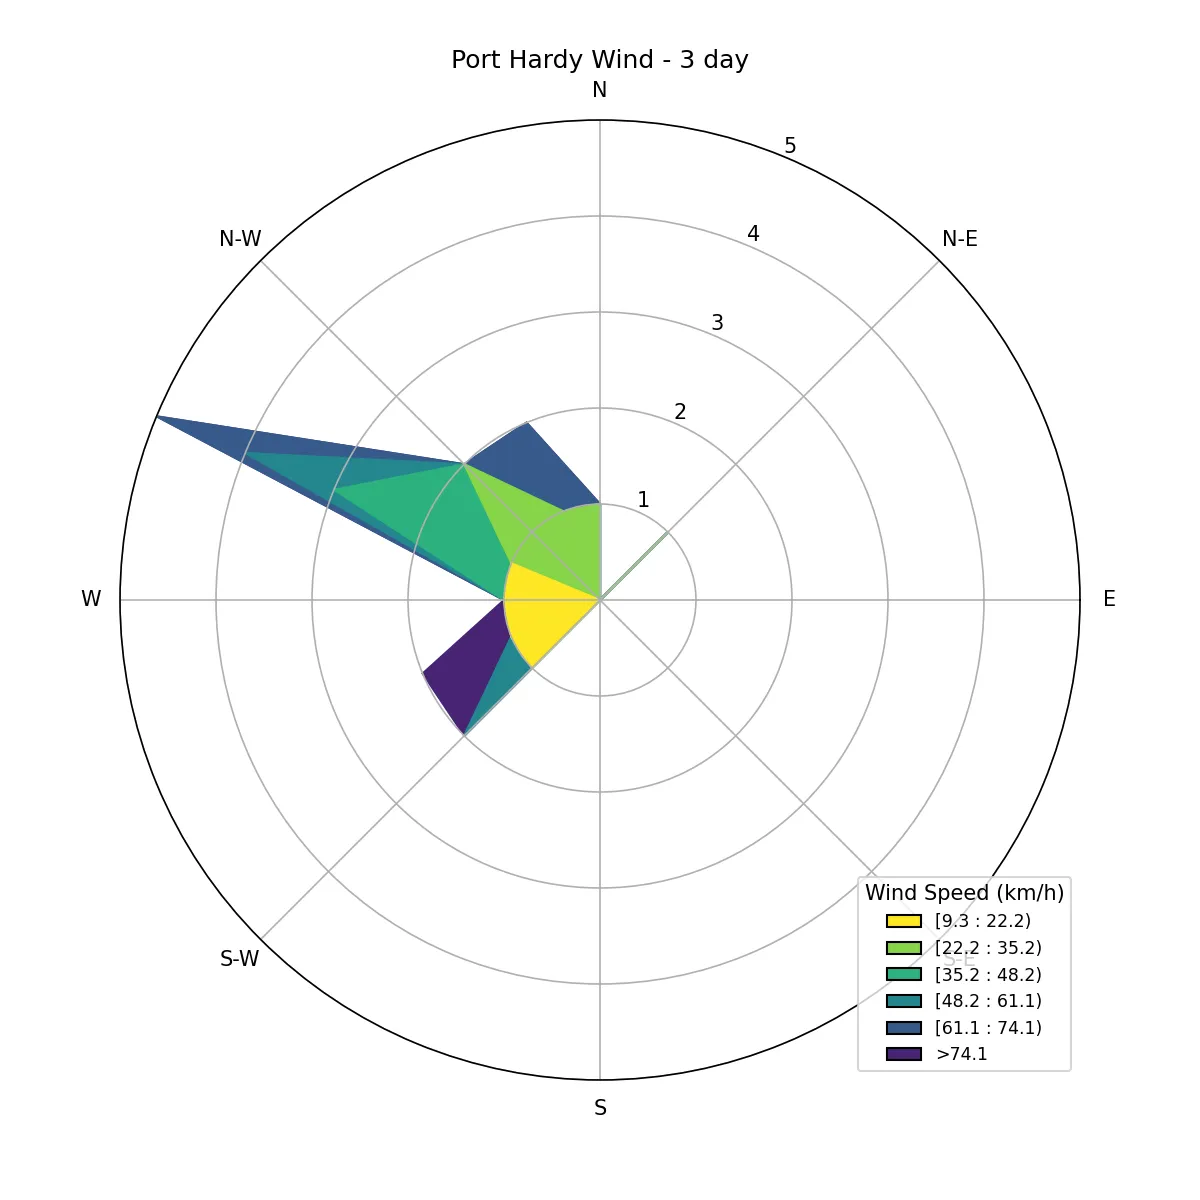 Port Hardy Wind - 3 day
N
5
N-W
4
N-E
3
2
1
W
E
Wind Speed (km/h)
[9.3 : 22.2)
[22.2 : 35.2)
S-W
S-E
[35.2 : 48.2)
[48.2 : 61.1)
[61.1 : 74.1)
>74.1
S